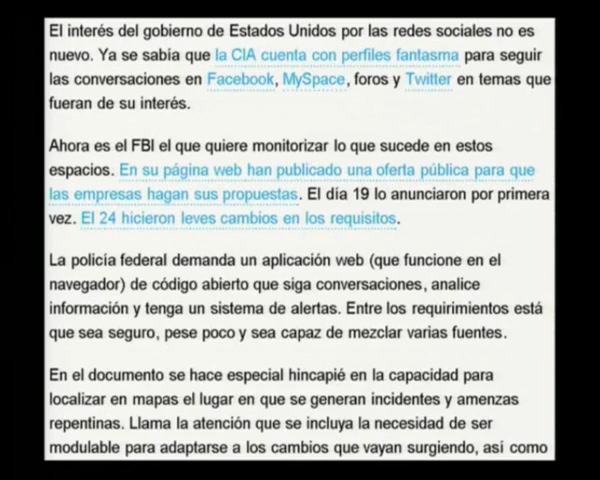 El interés del gobierno de Estados Unidos por las redes sociales no es
nuevo. Ya se sabía que la CIA cuenta con perfiles fantasma para seguir
las conversaciones en Facebook, MySpace, foros y Twitter en temas que
fueran de su interés.
Ahora es el FBI el que quiere monitorizar lo que sucede en estos
espacios. En su página web han publicado una oferta pública para que
las empresas hagan sus propuestas. El día 19 lo anunciaron por primera
vez. El 24 hicieron leves cambios en los requisitos.
La policía federal demanda un aplicación web (que funcione en el
navegador) de código abierto que siga conversaciones, analice
información y tenga un sistema de alertas. Entre los requirimientos está
que sea seguro, pese poco y sea capaz de mezclar varias fuentes.
En el documento se hace especial hincapié en la capacidad para
localizar en mapas el lugar en que se generan incidentes y amenzas
repentinas. Llama la atención que se incluya la necesidad de ser
modulable para adaptarse a los cambios que vayan surgiendo, así como